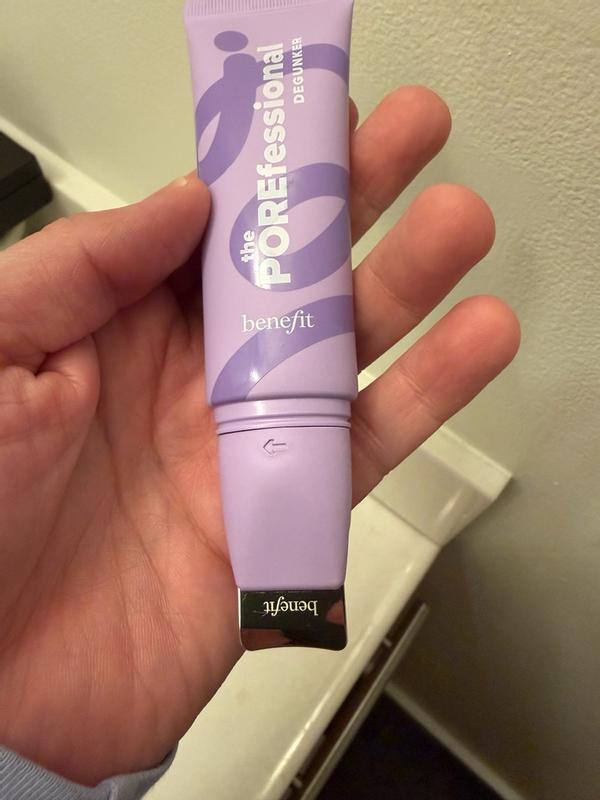 the
POREfessional
DEGUNKER
benefit
benefit